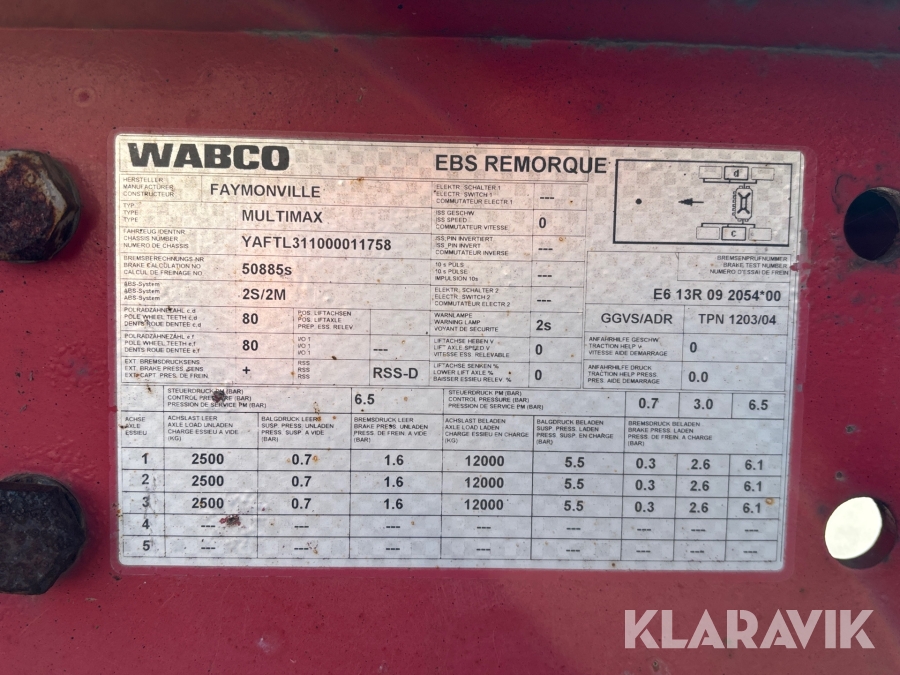 WABCO EBS REMORQUE
d
c
HERSTELLER
MANUFACTURER
CONSTRUCTEUR
FAYMONVILLE
ELEKTR. SCHALTER 1
ELECTR. SWITCH 1
COMMUTATEUR ELECTR.1
---
TYP
TYPE
TYPE
MULTIMAX
ISS GESCHW
ISS SPEED
COMMUTATEUR VITESSE
0
FAHRZEUG IDENTNR.
CHASSIS NUMBER
NUMERO DE CHASSIS
YAFTL311000011758
ISS.PIN INVERTIERT
ISS. PIN INVERT
COMMUTATION INVERSE
---
BREMSBERECHNUNGS-NR
BRAKE CALCULATION NO
CALCUL DE FREINAGE NO
50885s
10 s PULS
10 s PULSE
IMPULSION 10s
---
BREMSENPRÜFNUMMER
BRAKE TEST NUMBER
NUMERO D'ESSAI DE FREIN
E6 13R 09 2054*00
ABS-System
ABS-System
ABS-System
2S/2M
ELEKTR. SCHALTER 2
ELECTR. SWITCH 2
COMMUTATEUR ELECTR.2
---
POLRADZÄHNEZAHL c,d
POLE WHEEL TEETH c,d
DENTS ROUE DENTEE c,d
80
POS. LIFTACHSEN
POS. LIFTAXLE
PREP. ESS. RELEV.
WARNLAMPE
WARNING LAMP
VOYANT DE SECURITE
2s
GGVS/ADR
TPN 1203/04
POLRADZÄHNEZAHL e,f
POLE WHEEL TEETH e,f
DENTS ROUE DENTEE e,f
80
I/O 1
I/O 1
I/O 1
---
LIFTACHSE HEBEN V
LIFT AXLE SPEED V
VITESSE ESS. RELEVABLE
0
ANFAHRHILFE GESCHW.
TRACTION HELP V
VITESSE AIDE DEMARRAGE
0
EXT. BREMSDRUCKSENS
EXT. BRAKE PRESS. SENS
EXT. CAPT. PRES. DE FREIN.
+
RSS
RSS
RSS
RSS-D
LIFTACHSE SENKEN %
LOWER LIFT AXLE %
BAISSER ESSIEU RELEV. %
0
ANFAHRHILFE DRUCK
TRACTION HELP PRESS
PRES. AIDE DEMARRAGE
0.0
STEUERDRUCK PM (BAR)
CONTROL PRESSURE (BAR)
PRESSION DE SERVICE PM (BAR)
6.5
STEUERDRUCK PM (BAR)
CONTROL PRESSURE PM (BAR)
PRESSION DE SERVICE PM (BAR)
0.7 3.0 6.5
ACHSE
AXLE
ESSIEU
ACHSLAST LEER
AXLE LOAD UNLADEN
CHARGE ESSIEU A VIDE
(KG)
BALGDRUCK LEER
SUSP. PRESS. UNLADEN
PRESS. SUSP. A VIDE
(BAR)
BREMSDRUCK LEER
BRAKE PRESS. UNLADEN
PRESS. DE FREIN. A VIDE
(BAR)
ACHSLAST BELADEN
AXLE LOAD LADEN
CHARGE ESSIEU EN CHARGE
(KG)
BALGDRUCK BELADEN
SUSP. PRESS. LADEN
PRESS. SUSP. EN CHARGE
(BAR)
BREMSDRUCK BELADEN
BRAKE PRESS. LADEN
PRESS. DE FREIN. A CHARGE
(BAR)
1 2500 0.7 1.6 12000 5.5 0.3 2.6 6.1
2 2500 0.7 1.6 12000 5.5 0.3 2.6 6.1
3 2500 0.7 1.6 12000 5.5 0.3 2.6 6.1
4 --- --- --- --- --- --- --- ---
5 --- --- --- --- --- --- --- ---
KLARAVIK